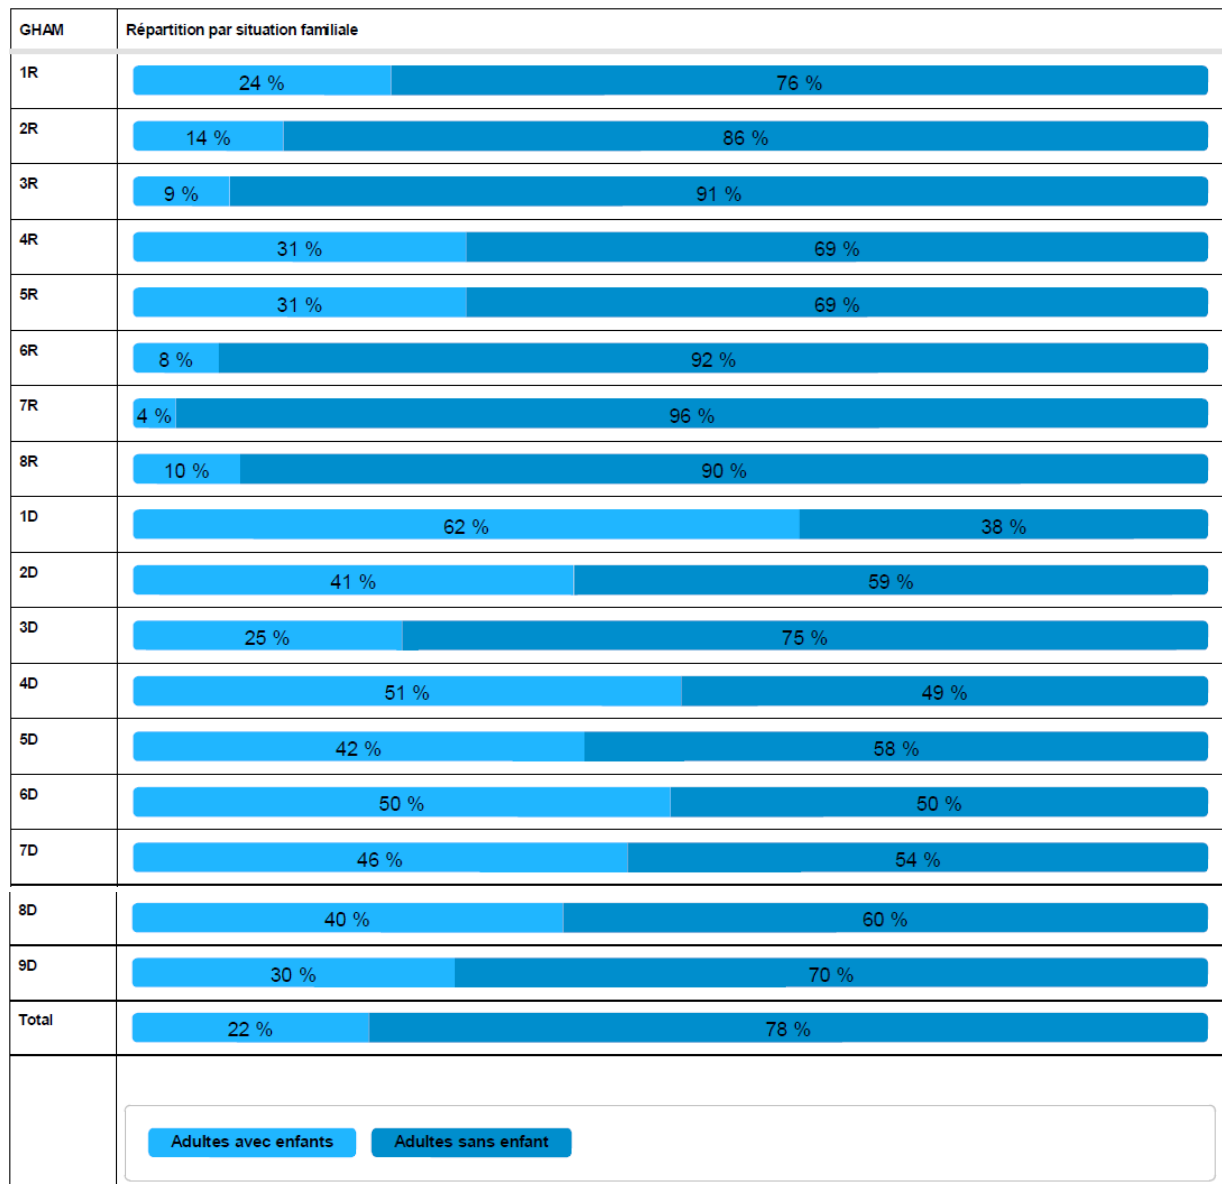 GHAM Répartition par situation familiale
1R 24 % 76 %
2R 14 % 86 %
3R 9 % 91 %
4R 31 % 69 %
5R 31 % 69 %
6R 8 % 92 %
7R 4 % 96 %
8R 10 % 90 %
1D 62 % 38 %
2D 41 % 59 %
3D 25 % 75 %
4D 51 % 49 %
5D 42 % 58 %
6D 50 % 50 %
7D 46 % 54 %
8D 40 % 60 %
9D 30 % 70 %
Total 22 % 78 %
Adultes avec enfants Adultes sans enfant